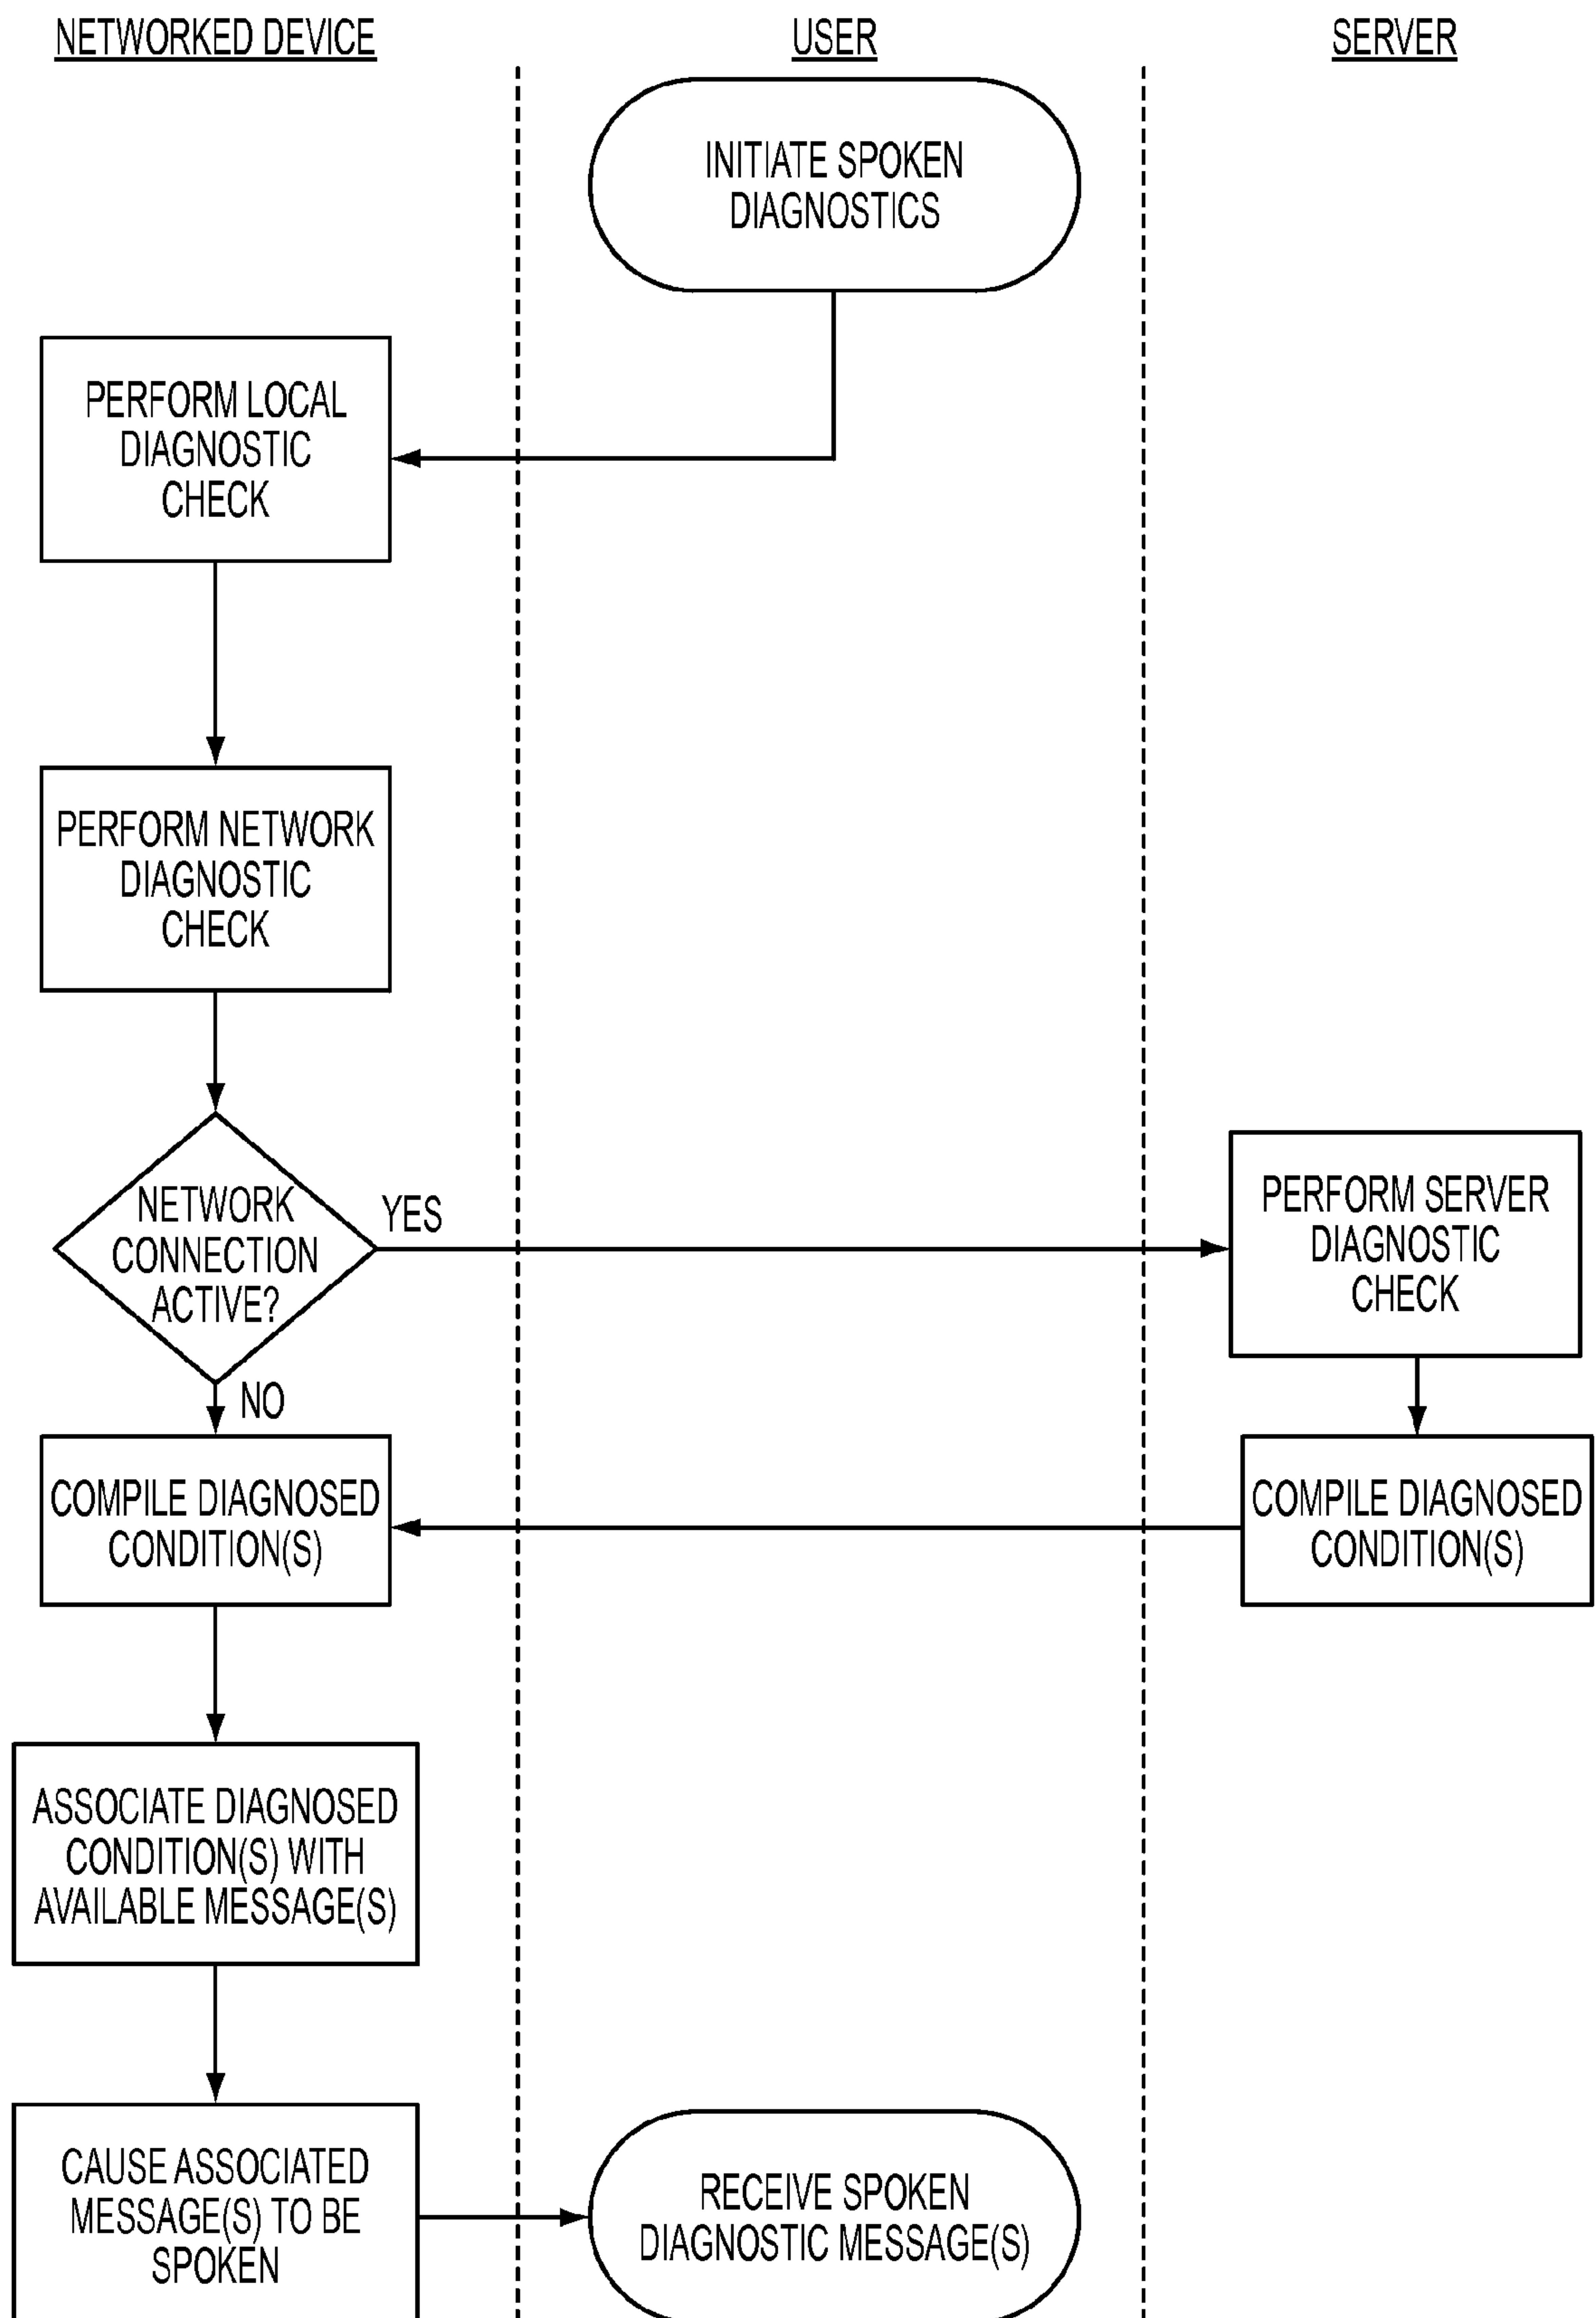 NETWORKED DEVICE
USER
SERVER
INITIATE SPOKEN
DIAGNOSTICS
PERFORM LOCAL
DIAGNOSTIC
CHECK
PERFORM NETWORK
DIAGNOSTIC
CHECK
NETWORK
CONNECTION
ACTIVE?
YES
NO
PERFORM SERVER
DIAGNOSTIC
CHECK
COMPILE DIAGNOSED
CONDITION(S)
COMPILE DIAGNOSED
CONDITION(S)
ASSOCIATE DIAGNOSED
CONDITION(S) WITH
AVAILABLE MESSAGE(S)
CAUSE ASSOCIATED
MESSAGE(S) TO BE
SPOKEN
RECEIVE SPOKEN
DIAGNOSTIC MESSAGE(S)